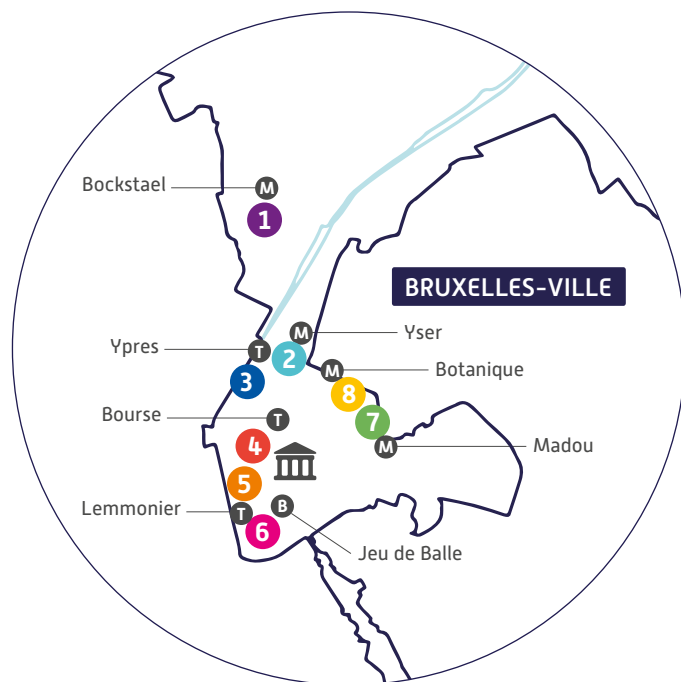 Bockstael
M
1
BRUXELLES-VILLE
Ypres
T
M
Yser
2
3
M
Botanique
8
Bourse
T
7
4
M
Madou
5
Lemmonier
T
B
6
Jeu de Balle